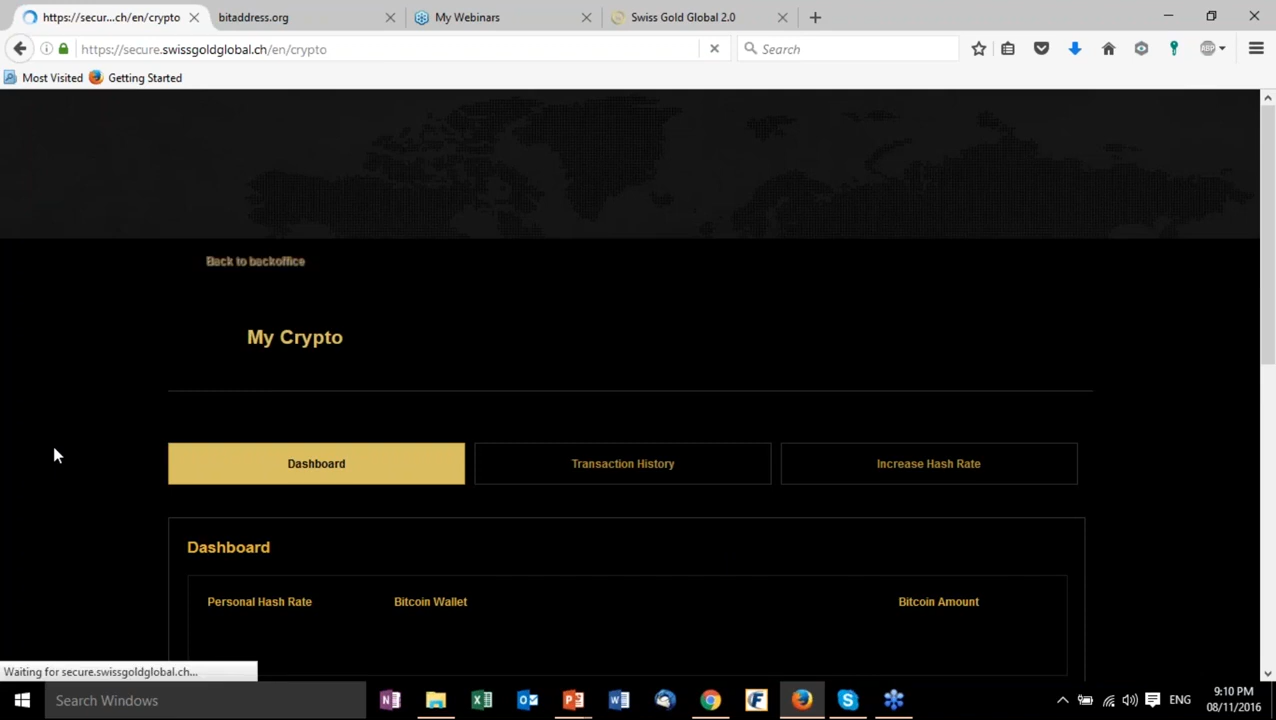 https://secur...ch/en/crypto
bitaddress.org
My Webinars
Swiss Gold Global 2.0
https://secure.swissgoldglobal.ch/en/crypto
Search
ABP
Most Visited
Getting Started
Back to backoffice
My Crypto
Dashboard
Transaction History
Increase Hash Rate
Dashboard
Personal Hash Rate
Bitcoin Wallet
Bitcoin Amount
Waiting for secure.swissgoldglobal.ch...
Search Windows
ENG
9:10 PM
08/11/2016